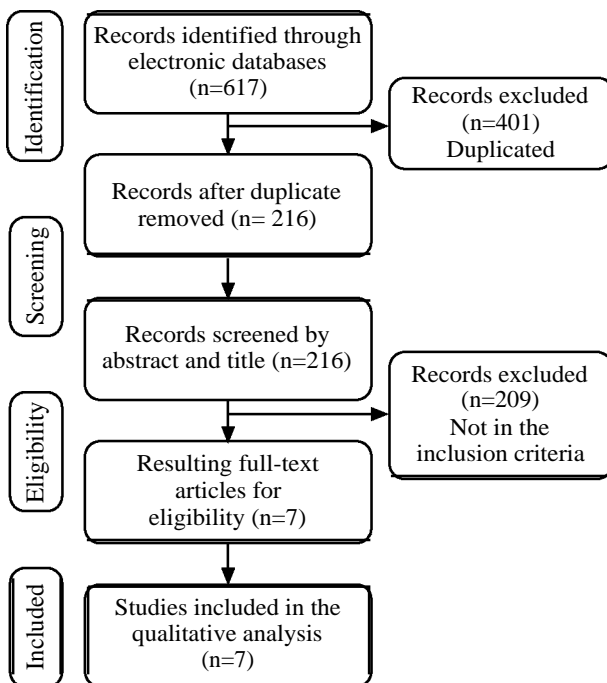 Identification
Records identified through
electronic databases
(n=617)
Records excluded
(n=401)
Duplicated
Records after duplicate
removed (n= 216)
Screening
Records screened by
abstract and title (n=216)
Records excluded
(n=209)
Not in the
inclusion criteria
Eligibility
Resulting full-text
articles for
eligibility (n=7)
Included
Studies included in the
qualitative analysis
(n=7)